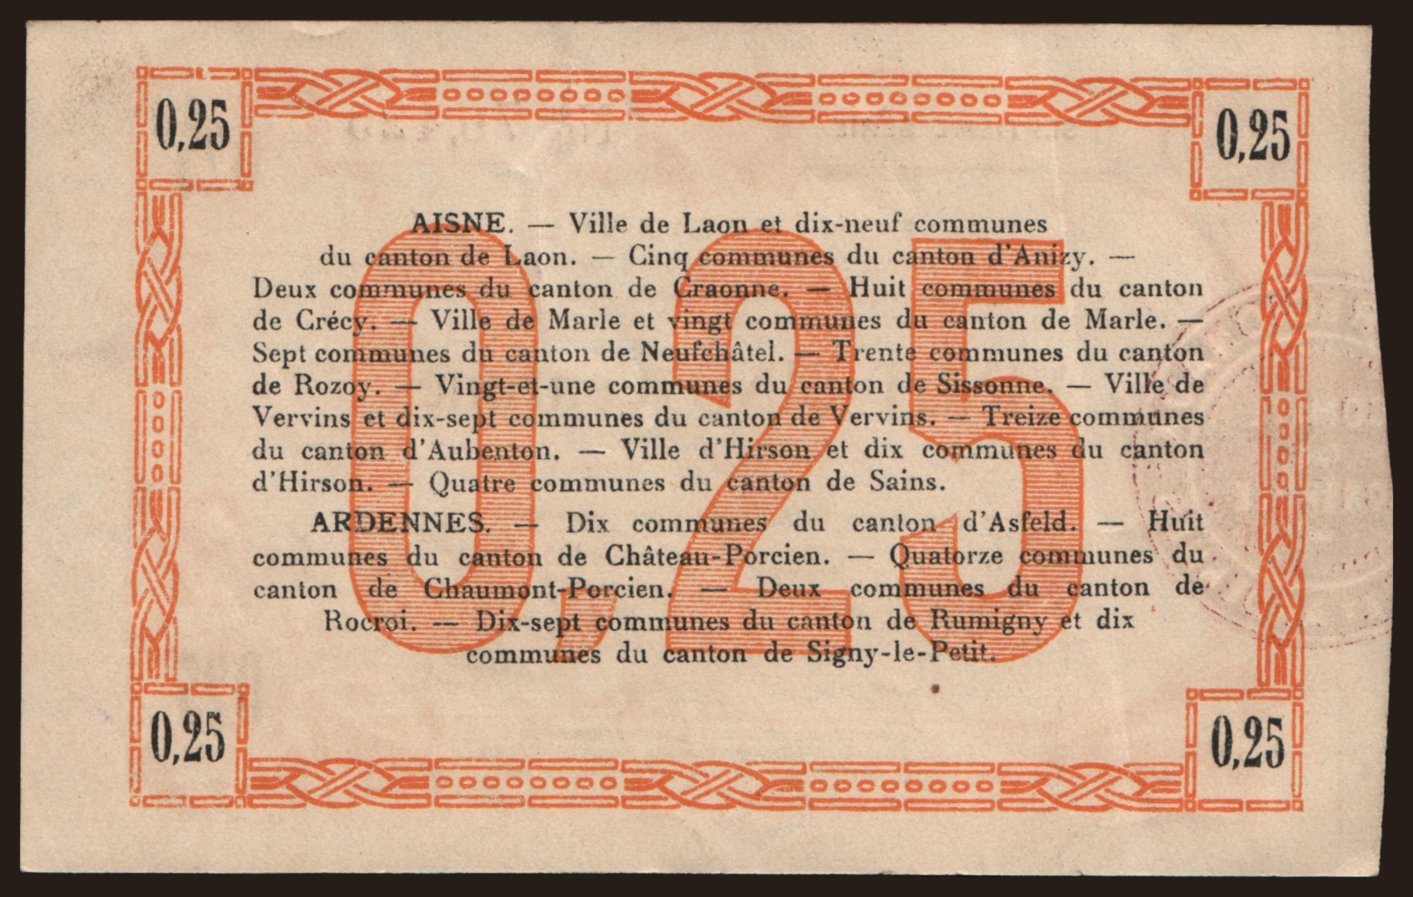 0,25
0,25
AISNE. — Ville de Laon et dix-neuf communes
du canton de Laon. — Cinq communes du canton d'Anizy. —
Deux communes du canton de Craonne. — Huit communes du canton
de Crécy. — Ville de Marle et vingt communes du canton de Marle. —
Sept communes du canton de Neufchâtel. — Trente communes du canton
de Rozoy. — Vingt-et-une communes du canton de Sissonne. — Ville de
Vervins et dix-sept communes du canton de Vervins. — Treize communes
du canton d'Aubenton. — Ville d'Hirson et dix communes du canton
d'Hirson. — Quatre communes du canton de Sains.
ARDENNES. — Dix communes du canton d'Asfeld. — Huit
communes du canton de Château-Porcien. — Quatorze communes du
canton de Chaumont-Porcien. — Deux communes du canton de
Rocroi. — Dix-sept communes du canton de Rumigny et dix
communes du canton de Signy-le-Petit.
0,25
0,25
0,25